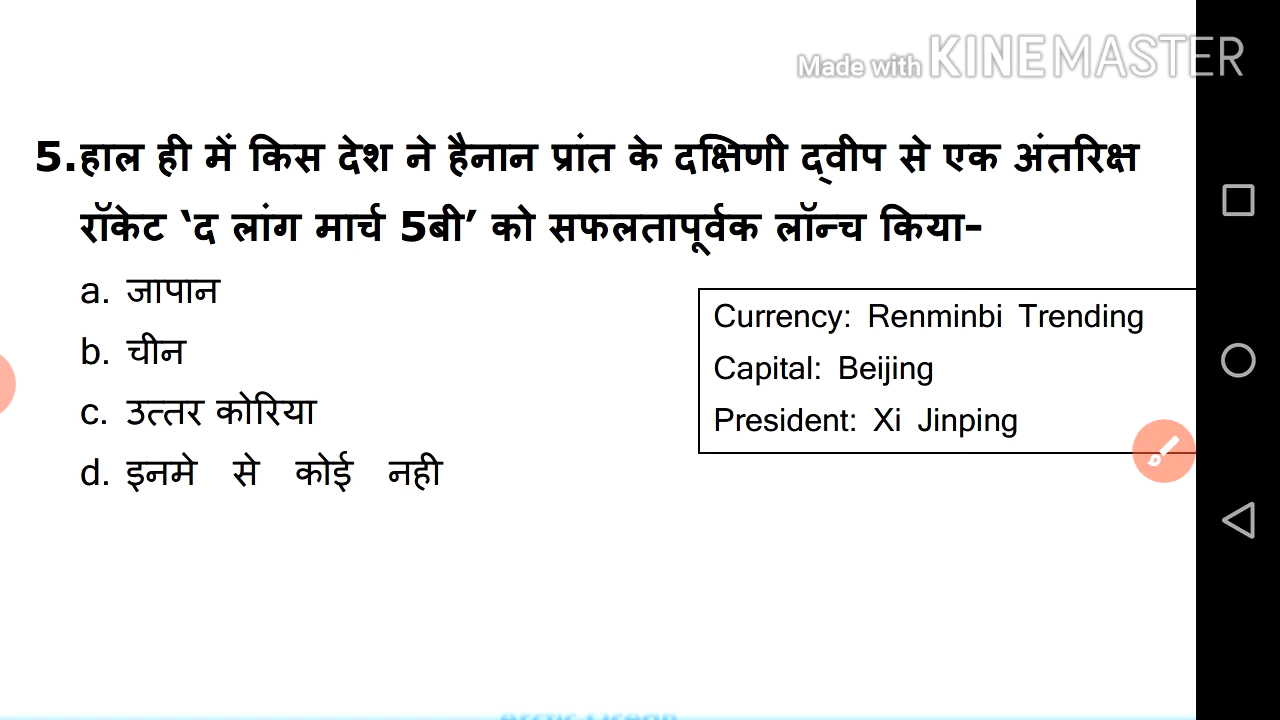 Made with KINEMASTER
5.हाल ही में किस देश ने हैनान प्रांत के दक्षिणी द्वीप से एक अंतरिक्ष
रॉकेट ‘द लांग मार्च 5बी’ को सफलतापूर्वक लॉन्च किया-
a. जापान
b. चीन
c. उत्तर कोरिया
d. इनमे से कोई नही
Currency: Renminbi Trending
Capital: Beijing
President: Xi Jinping